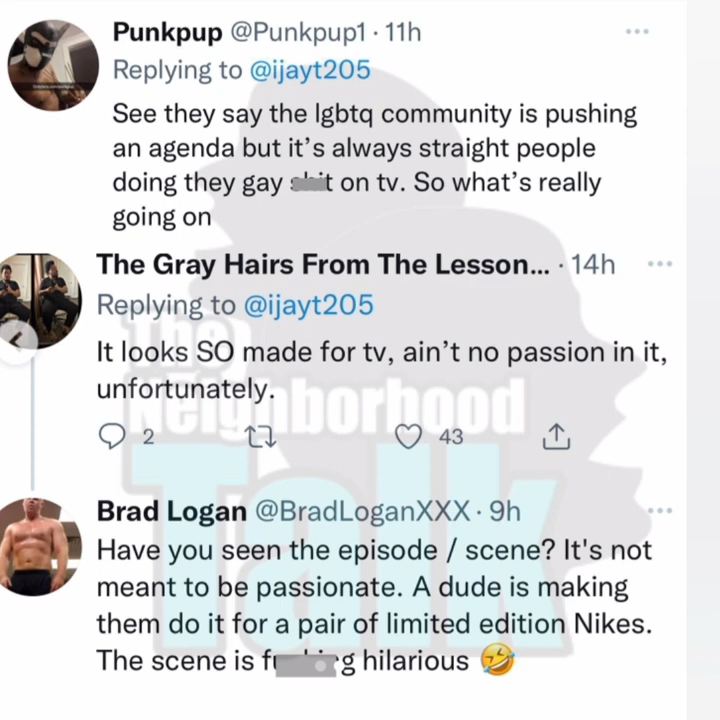 Punkpup @Punkpup1 · 11h
Replying to @ijayt205
See they say the lgbtq community is pushing
an agenda but it's always straight people
doing they gay s it on tv. So what's really
going on
The Gray Hairs From The Lesson... · 14h
Replying to @ijayt205
It looks SO made for tv, ain't no passion in it,
unfortunately.
2 43
Brad Logan @BradLoganXXX · 9h
Have you seen the episode / scene? It's not
meant to be passionate. A dude is making
them do it for a pair of limited edition Nikes.
The scene is f g hilarious 🤣
The
Neighborhood
Talk